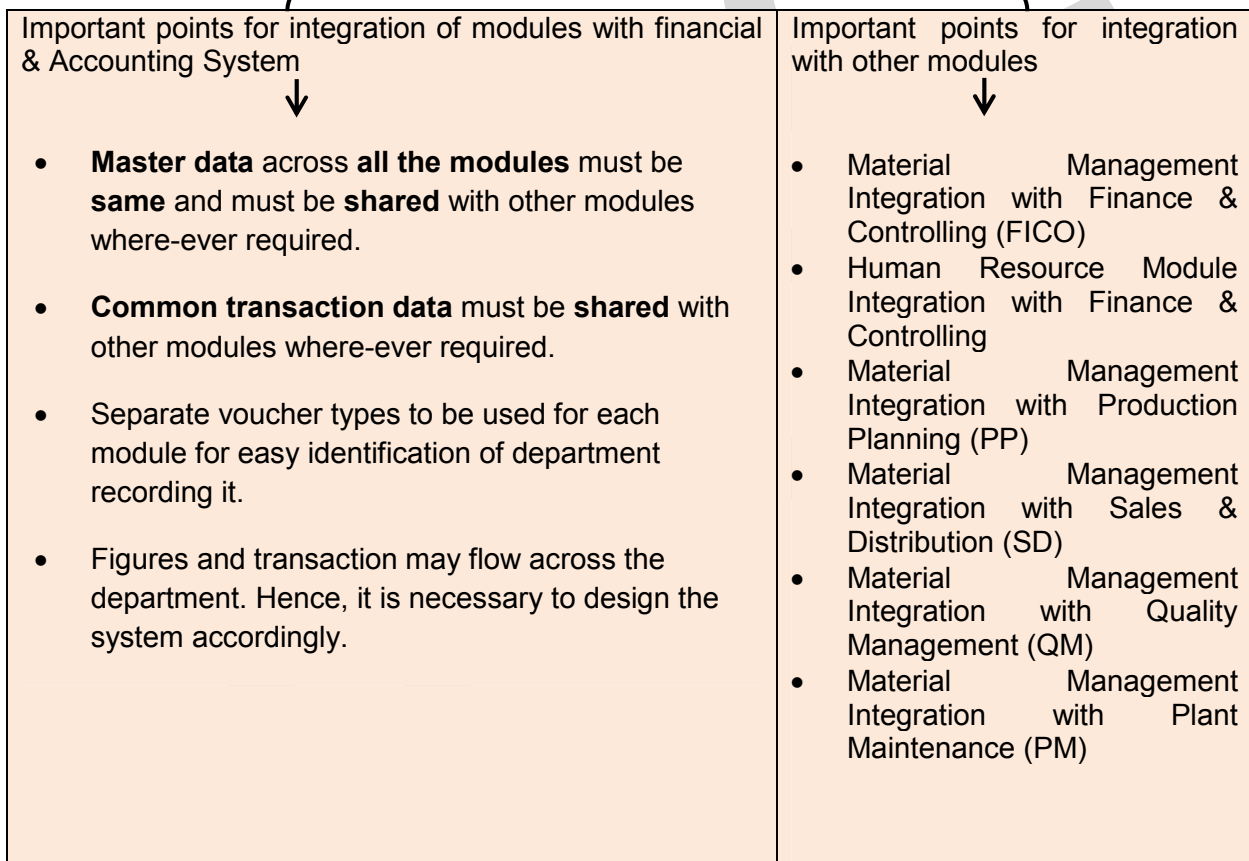 Important points for integration of modules with financial
& Accounting System
• Master data across all the modules must be
same and must be shared with other modules
where-ever required.
• Common transaction data must be shared with
other modules where-ever required.
• Separate voucher types to be used for each
module for easy identification of department
recording it.
• Figures and transaction may flow across the
department. Hence, it is necessary to design the
system accordingly.
Important points for integration
with other modules
• Material Management
Integration with Finance &
Controlling (FICO)
• Human Resource Module
Integration with Finance &
Controlling
• Material Management
Integration with Production
Planning (PP)
• Material Management
Integration with Sales &
Distribution (SD)
• Material Management
Integration with Quality
Management (QM)
• Material Management
Integration with Plant
Maintenance (PM)